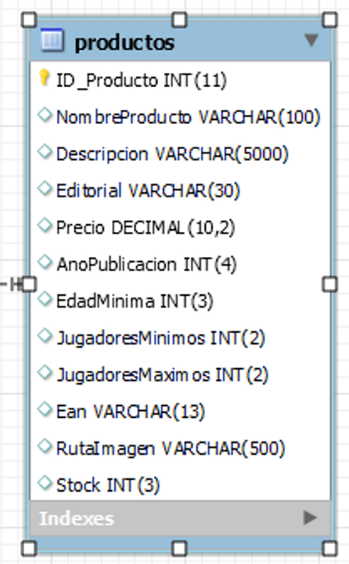 productos
ID_Producto INT(11)
NombreProducto VARCHAR(100)
Descripcion VARCHAR(5000)
Editorial VARCHAR(30)
Precio DECIMAL(10,2)
AnoPublicacion INT(4)
EdadMinima INT(3)
JugadoresMinimos INT(2)
JugadoresMaximos INT(2)
Ean VARCHAR(13)
RutaImagen VARCHAR(500)
Stock INT(3)
Indexes